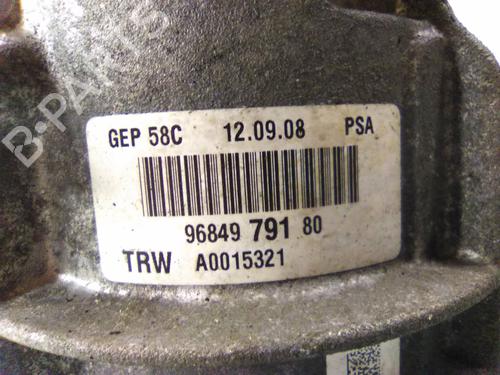 B-PARTS
GEP 58C 12.09.08 PSA
96849 791 80
TRW A0015321